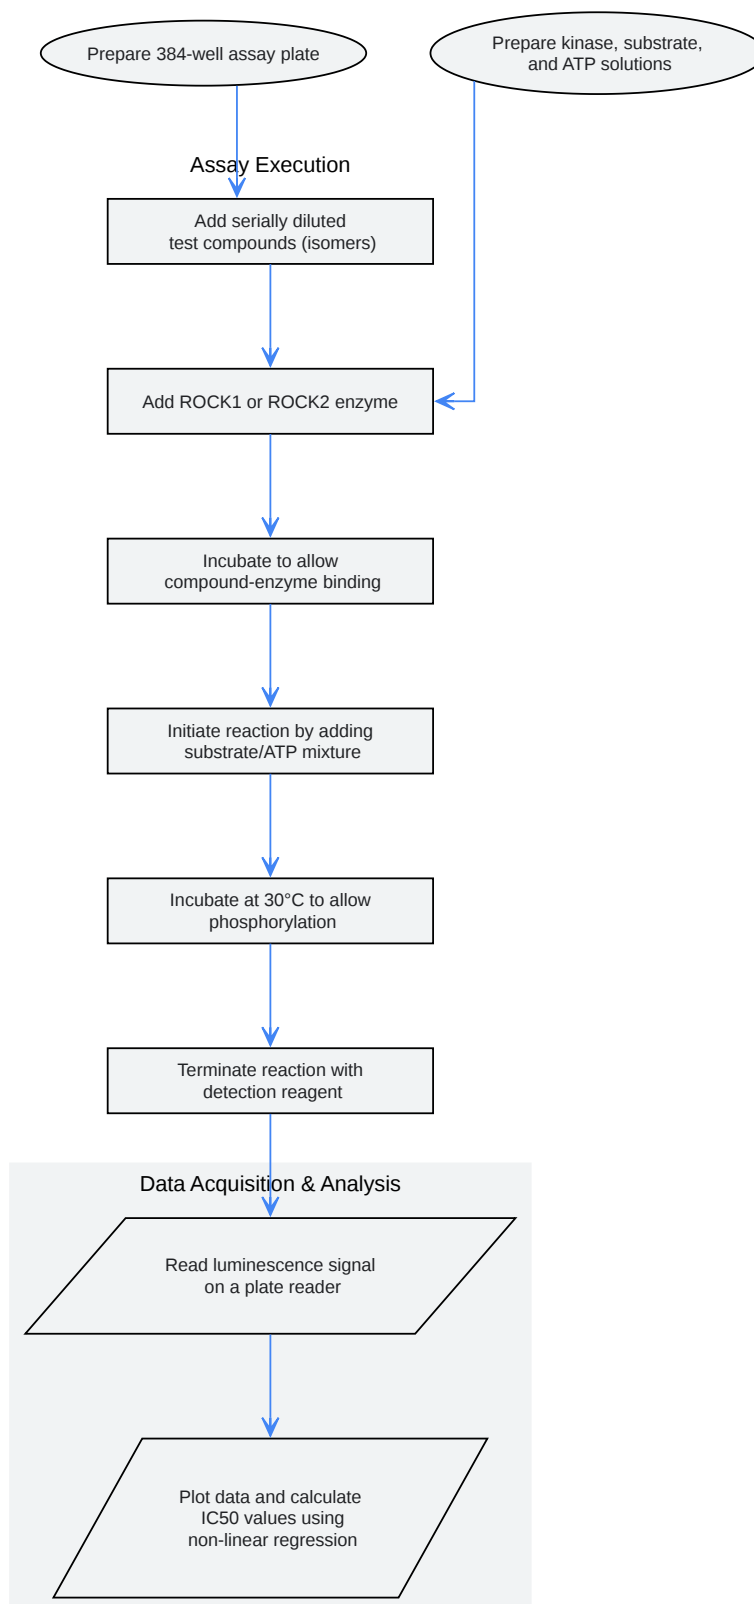 Prepare 384-well assay plate
Prepare kinase, substrate,
and ATP solutions
Assay Execution
Add serially diluted
test compounds (isomers)
Add ROCK1 or ROCK2 enzyme
Incubate to allow
compound-enzyme binding
Initiate reaction by adding
substrate/ATP mixture
Incubate at 30°C to allow
phosphorylation
Terminate reaction with
detection reagent
Data Acquisition & Analysis
Read luminescence signal
on a plate reader
Plot data and calculate
IC50 values using
non-linear regression